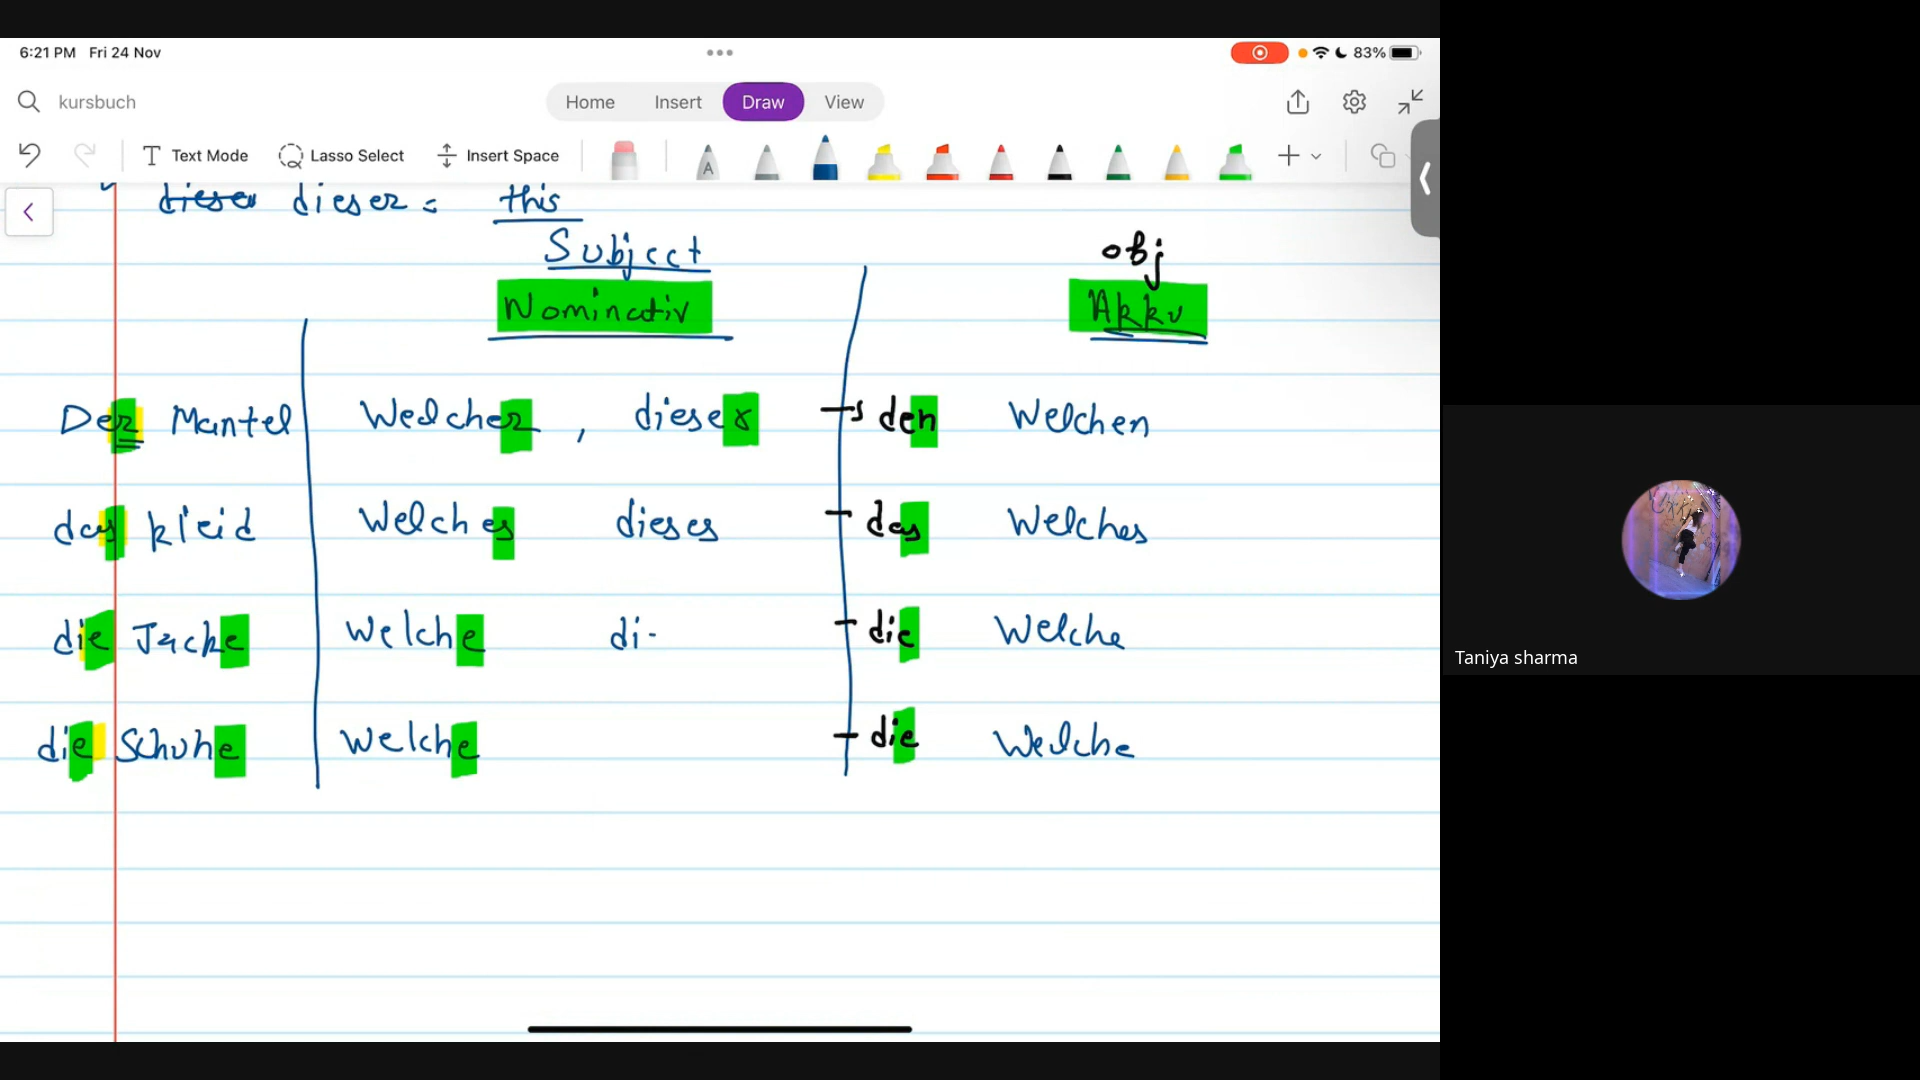 6:21 PM Fri 24 Nov 83%
kursbuch Home Insert Draw View
Text Mode Lasso Select Insert Space A
dieser = this
Subject obj
Nominativ Akku
Der Mantel Welcher , dieser den Welchen
das kleid Welches dieses das Welches
die Jacke Welche di- die Welche
die Schuhe Welche die Welche
Taniya sharma